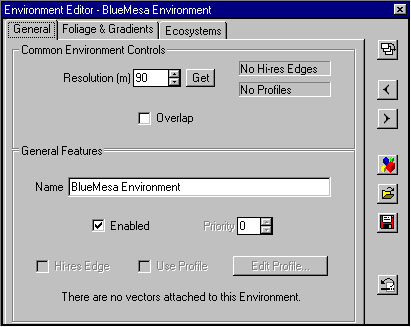 Environment Editor - BlueMesa Environment
General
Foliage & Gradients
Ecosystems
Common Environment Controls
Resolution (m) 90 Get
No Hi-res Edges
No Profiles
Overlap
General Features
Name BlueMesa Environment
Enabled Priority 0
Hi-res Edge Use Profile Edit Profile...
There are no vectors attached to this Environment.